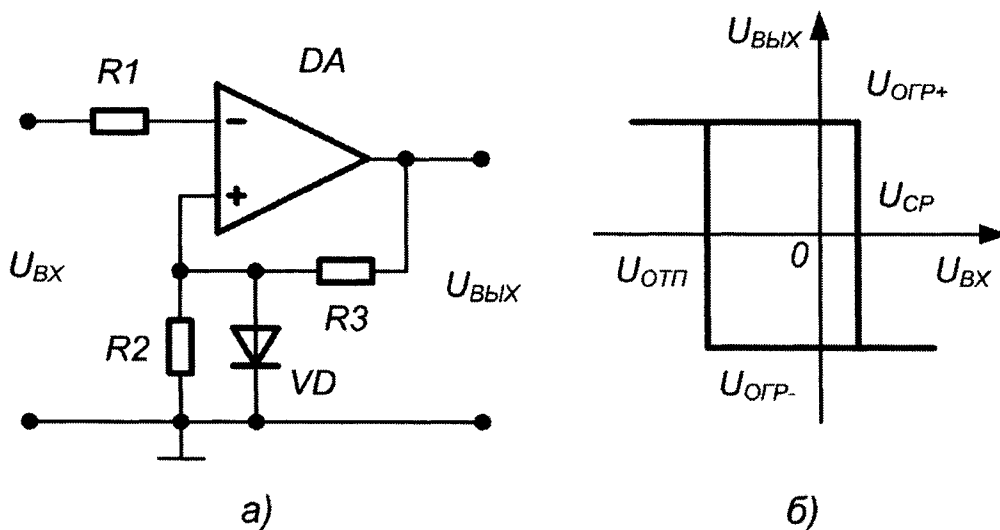 R1
DA
−
+
U_ВХ
R2
VD
R3
U_ВЫХ
а)
U_ВЫХ
U_ОГР+
U_СР
U_ОТП
0
U_ВХ
U_ОГР-
б)